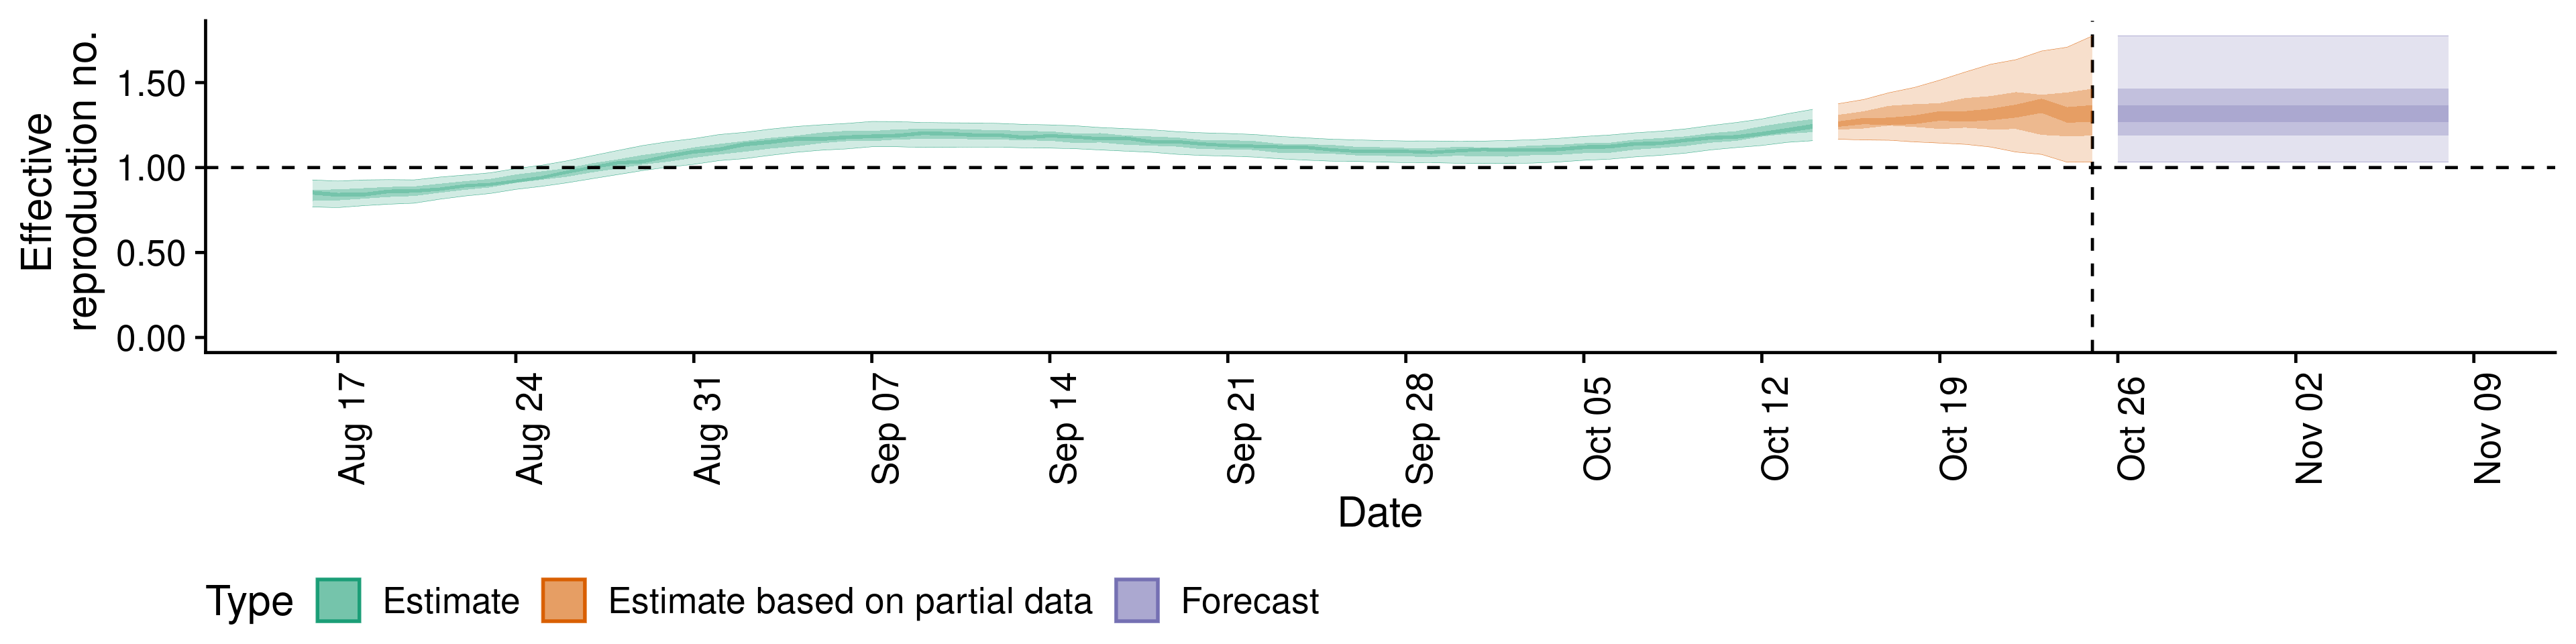 Effective
reproduction no.
1.50
1.00
0.50
0.00
Aug 17
Aug 24
Aug 31
Sep 07
Sep 14
Sep 21
Sep 28
Oct 05
Oct 12
Oct 19
Oct 26
Nov 02
Nov 09
Date
Type Estimate Estimate based on partial data Forecast